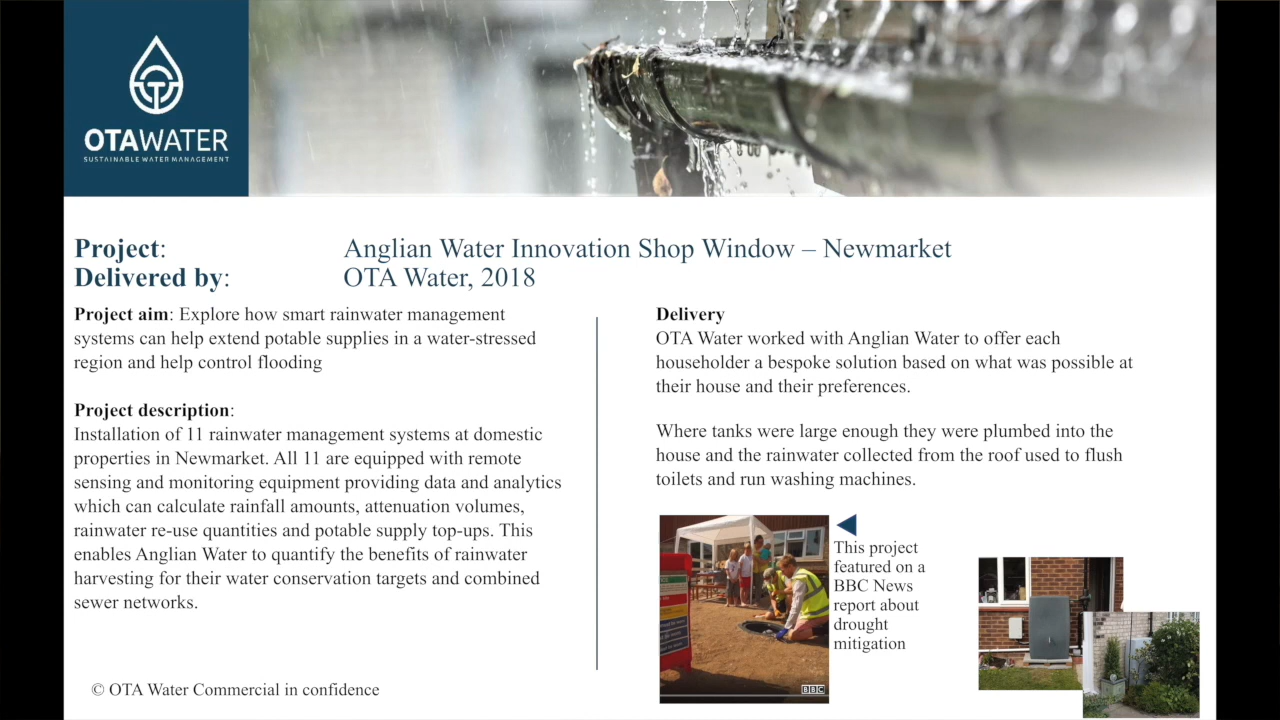 OTAWATER
SUSTAINABLE WATER MANAGEMENT
Project: Anglian Water Innovation Shop Window – Newmarket
Delivered by: OTA Water, 2018
Project aim: Explore how smart rainwater management
systems can help extend potable supplies in a water-stressed
region and help control flooding
Project description:
Installation of 11 rainwater management systems at domestic
properties in Newmarket. All 11 are equipped with remote
sensing and monitoring equipment providing data and analytics
which can calculate rainfall amounts, attenuation volumes,
rainwater re-use quantities and potable supply top-ups. This
enables Anglian Water to quantify the benefits of rainwater
harvesting for their water conservation targets and combined
sewer networks.
© OTA Water Commercial in confidence
Delivery
OTA Water worked with Anglian Water to offer each
householder a bespoke solution based on what was possible at
their house and their preferences.
Where tanks were large enough they were plumbed into the
house and the rainwater collected from the roof used to flush
toilets and run washing machines.
This project
featured on a
BBC News
report about
drought
mitigation
BBC